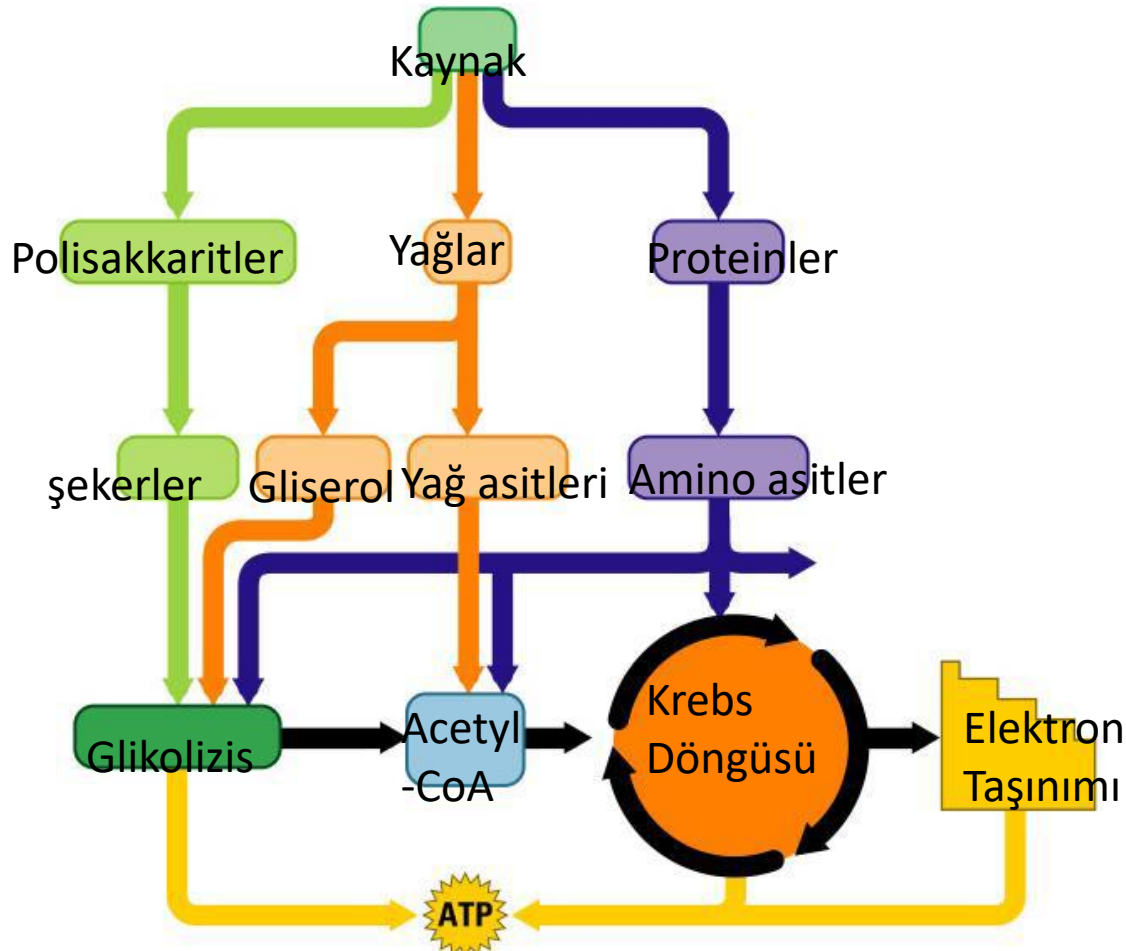 Kaynak
Polisakkaritler
Yağlar
Proteinler
şekerler
Gliserol
Yağ asitleri
Amino asitler
Glikolizis
Acetyl
-CoA
Krebs
Döngüsü
Elektron
Taşınımı
ATP